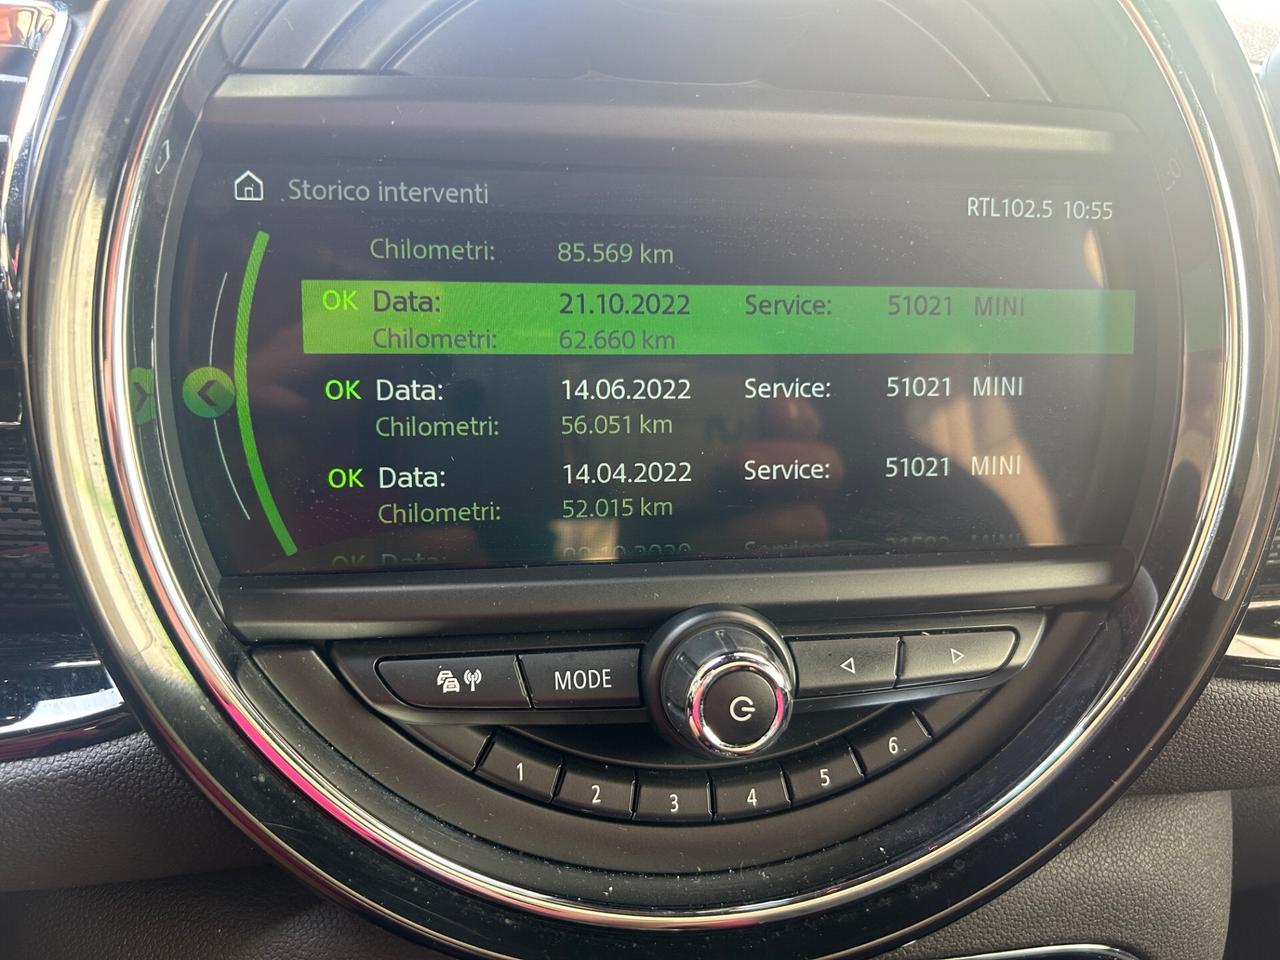 Storico interventi
RTL102.5 10:55
Chilometri: 85.569 km
OK Data: 21.10.2022 Service: 51021 MINI
Chilometri: 62.660 km
OK Data: 14.06.2022 Service: 51021 MINI
Chilometri: 56.051 km
OK Data: 14.04.2022 Service: 51021 MINI
Chilometri: 52.015 km
OK Data:
MODE
1 2 3 4 5 6